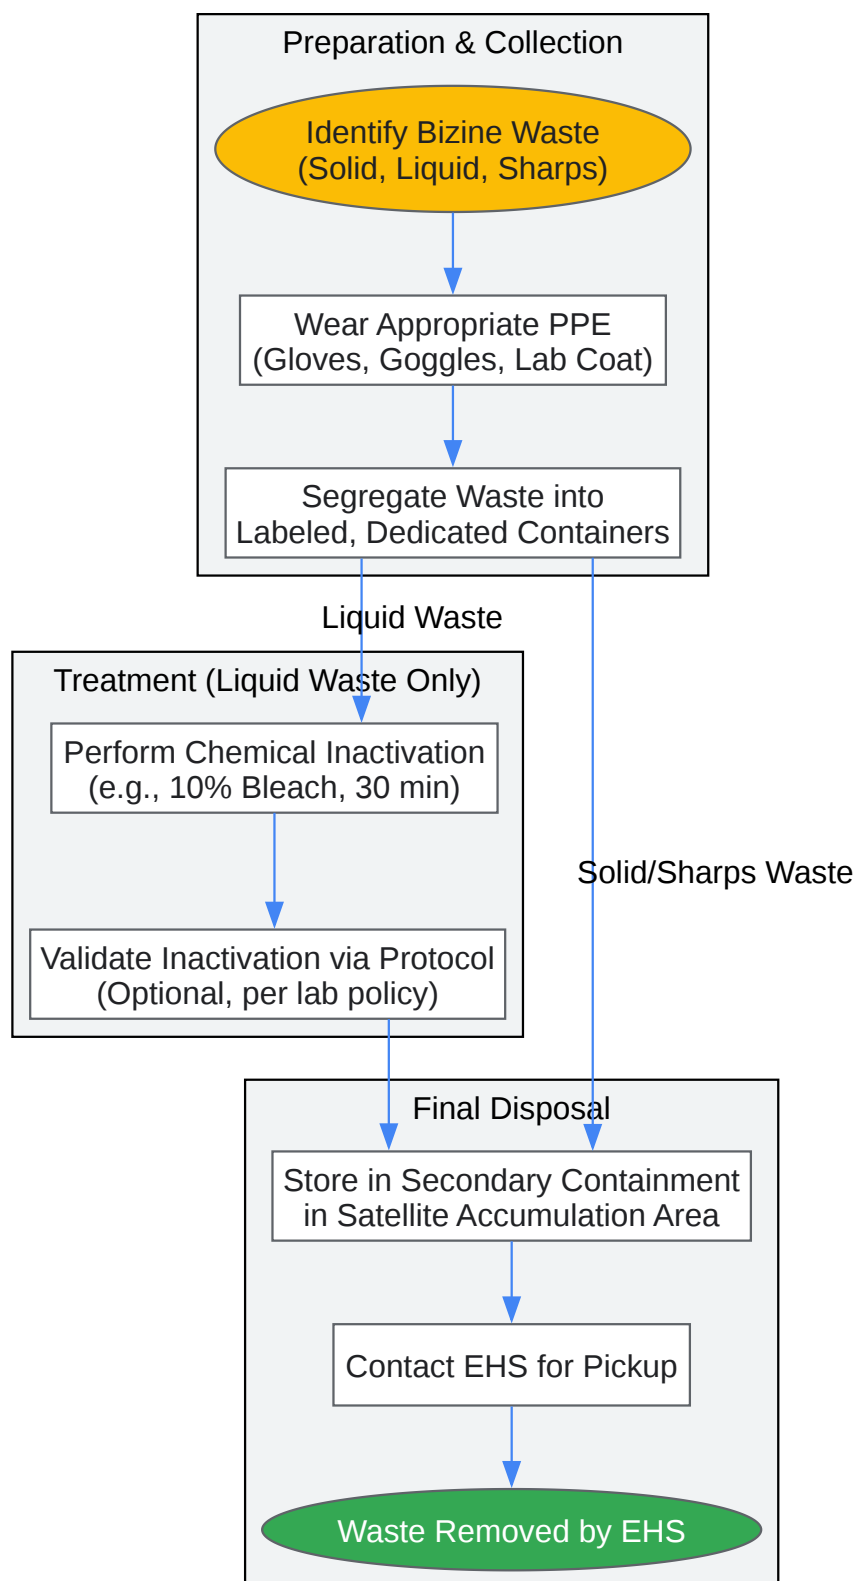 Preparation & Collection
Identify Bizine Waste
(Solid, Liquid, Sharps)
Wear Appropriate PPE
(Gloves, Goggles, Lab Coat)
Segregate Waste into
Labeled, Dedicated Containers
Liquid Waste
Treatment (Liquid Waste Only)
Perform Chemical Inactivation
(e.g., 10% Bleach, 30 min)
Solid/Sharps Waste
Validate Inactivation via Protocol
(Optional, per lab policy)
Final Disposal
Store in Secondary Containment
in Satellite Accumulation Area
Contact EHS for Pickup
Waste Removed by EHS